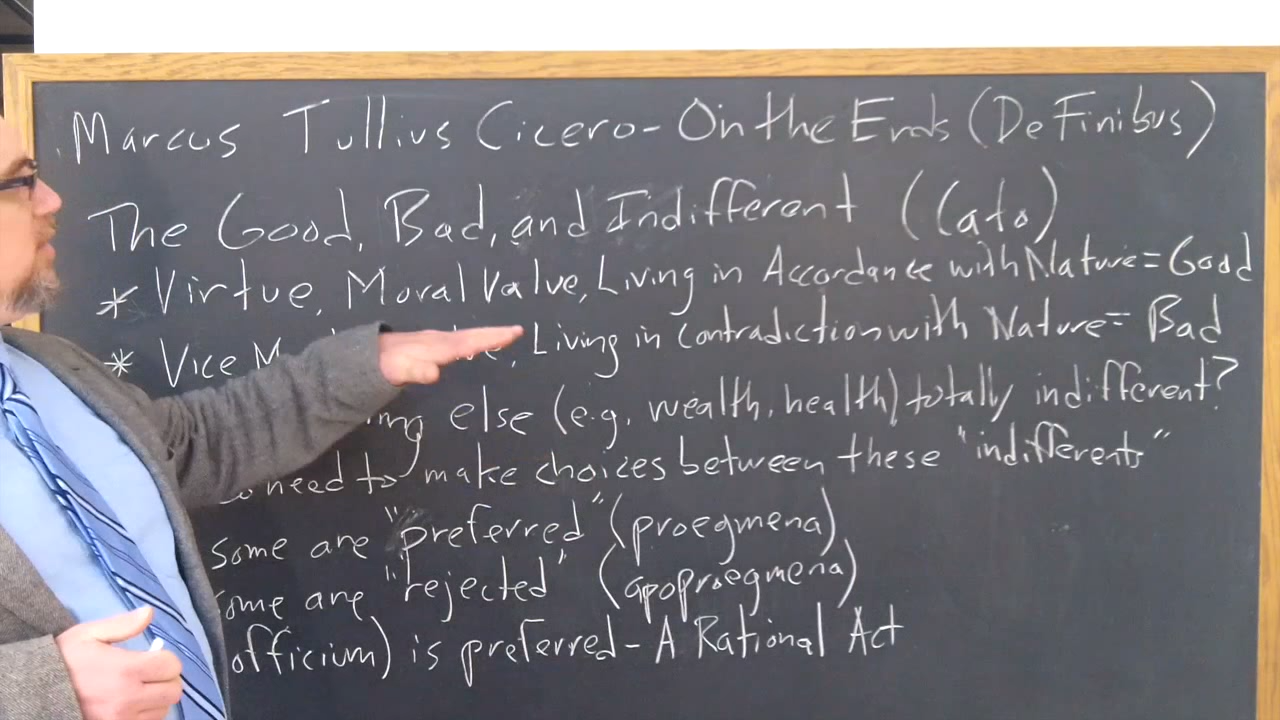 Marcus Tullius Cicero - On the Ends (De Finibus)
The Good, Bad, and Indifferent (Cato)
* Virtue, Moral Value, Living in Accordance with Nature = Good
* Vice M Living in Contradiction with Nature = Bad
else (e.g. wealth, health) totally indifferent?
need to make choices between these "indifferents"
some are "preferred" (proegmena)
are "rejected" (apoproegmena)
officium) is preferred - A Rational Act